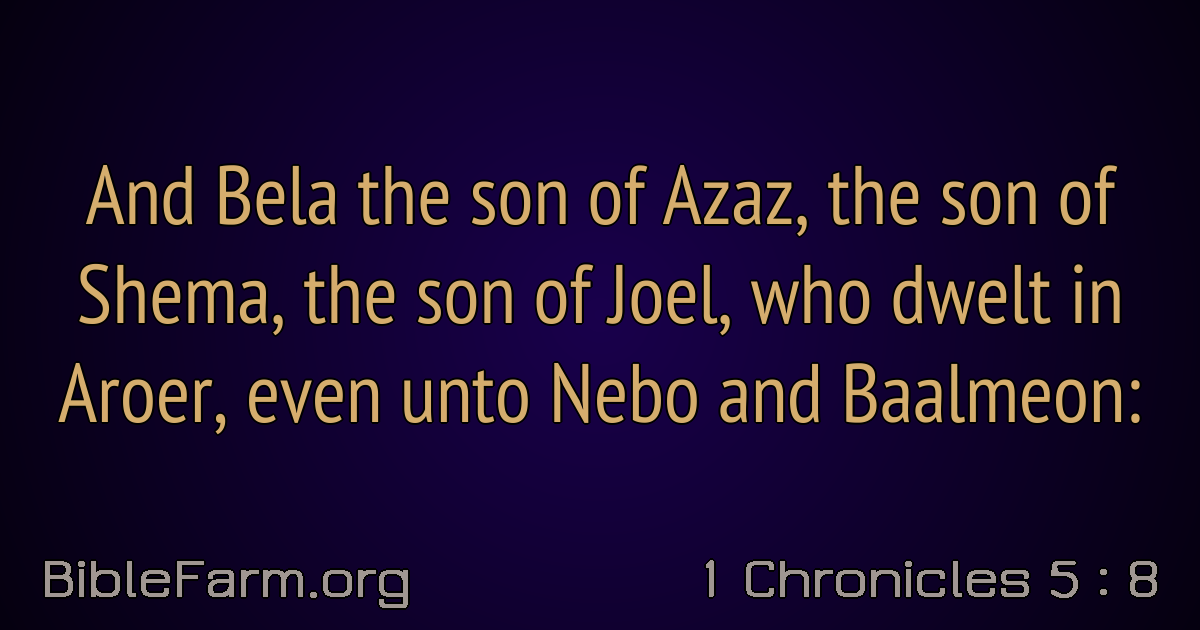 And Bela the son of Azaz, the son of
Shema, the son of Joel, who dwelt in
Aroer, even unto Nebo and Baalmeon:
BibleFarm.org
1 Chronicles 5 : 8